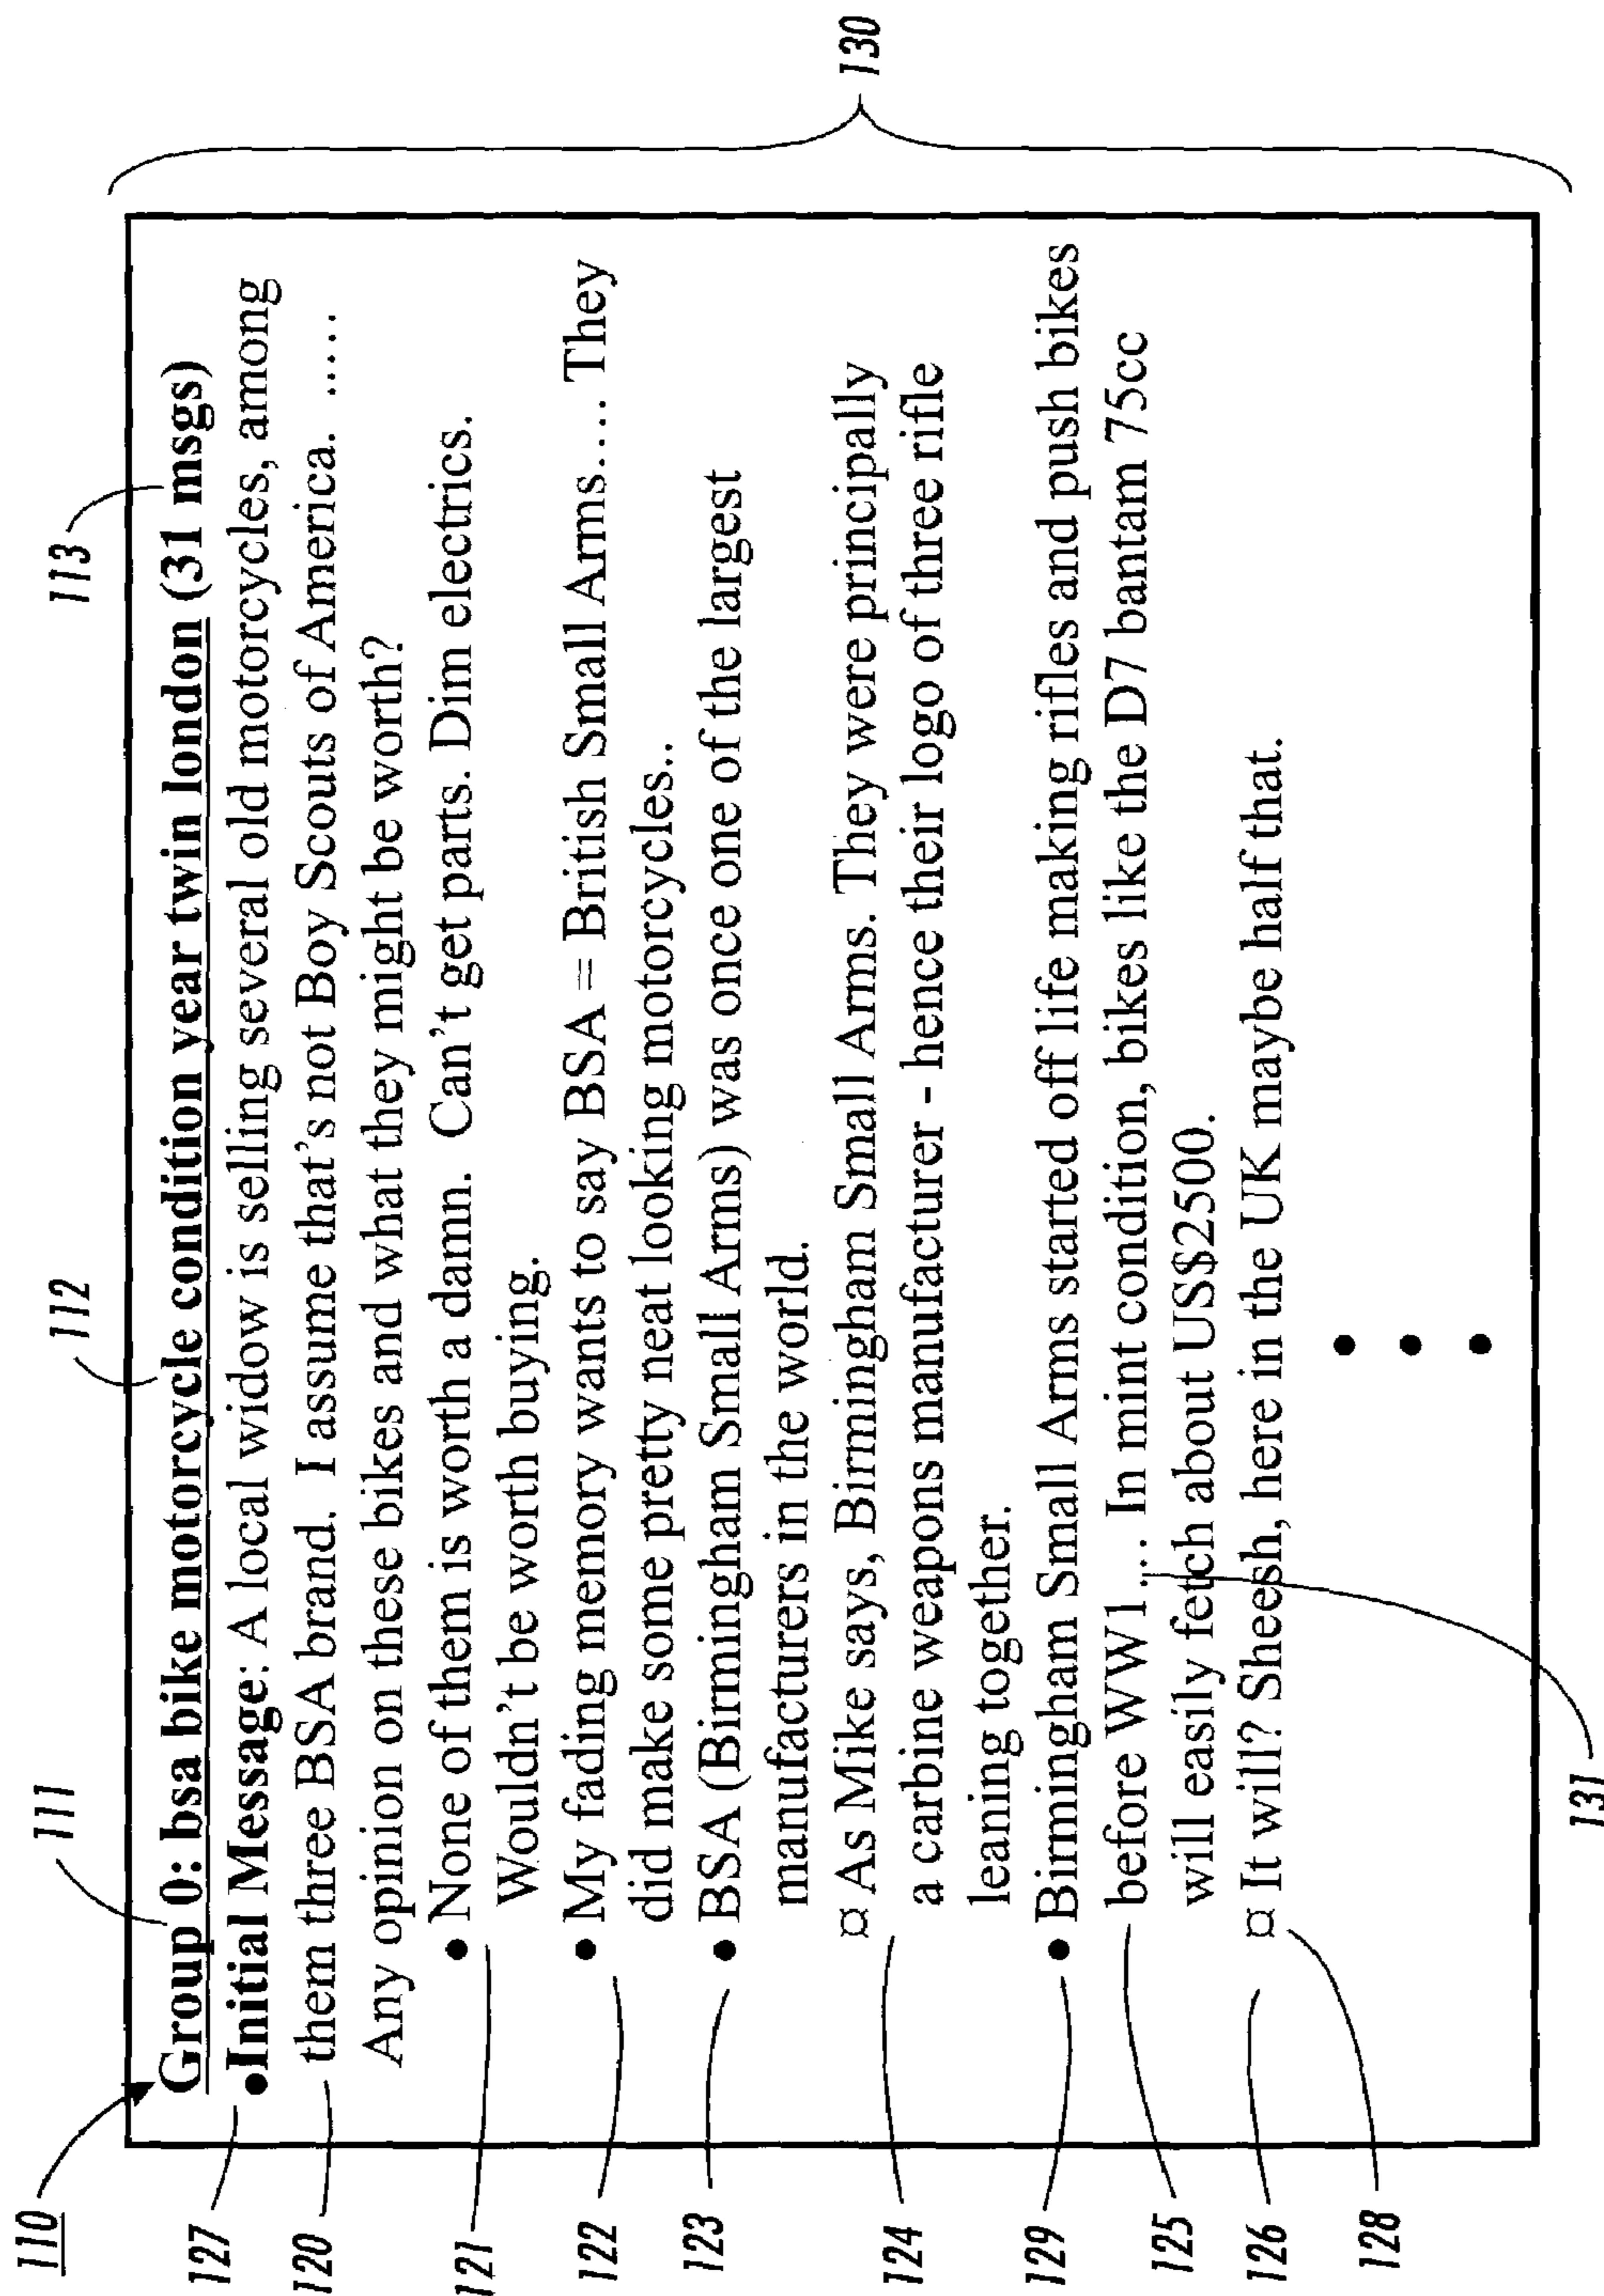 110
111
112
113
Group 0: bsa bike motorcycle condition year twin london (31 msgs)
127
●Initial Message: A local widow is selling several old motorcycles, among
120
them three BSA brand. I assume that's not Boy Scouts of America. .....
Any opinion on these bikes and what they might be worth?
121
● None of them is worth a damn. Can't get parts. Dim electrics.
Wouldn't be worth buying.
122
● My fading memory wants to say BSA = British Small Arms.... They
did make some pretty neat looking motorcycles..
123
● BSA (Birmingham Small Arms) was once one of the largest
manufacturers in the world.
124
¤ As Mike says, Birmingham Small Arms. They were principally
a carbine weapons manufacturer - hence their logo of three rifle
leaning together.
129
● Birmingham Small Arms started off life making rifles and push bikes
125
before WW1... In mint condition, bikes like the D7 bantam 75cc
will easily fetch about US$2500.
126
¤ It will? Sheesh, here in the UK maybe half that.
128
●
●
●
131
130